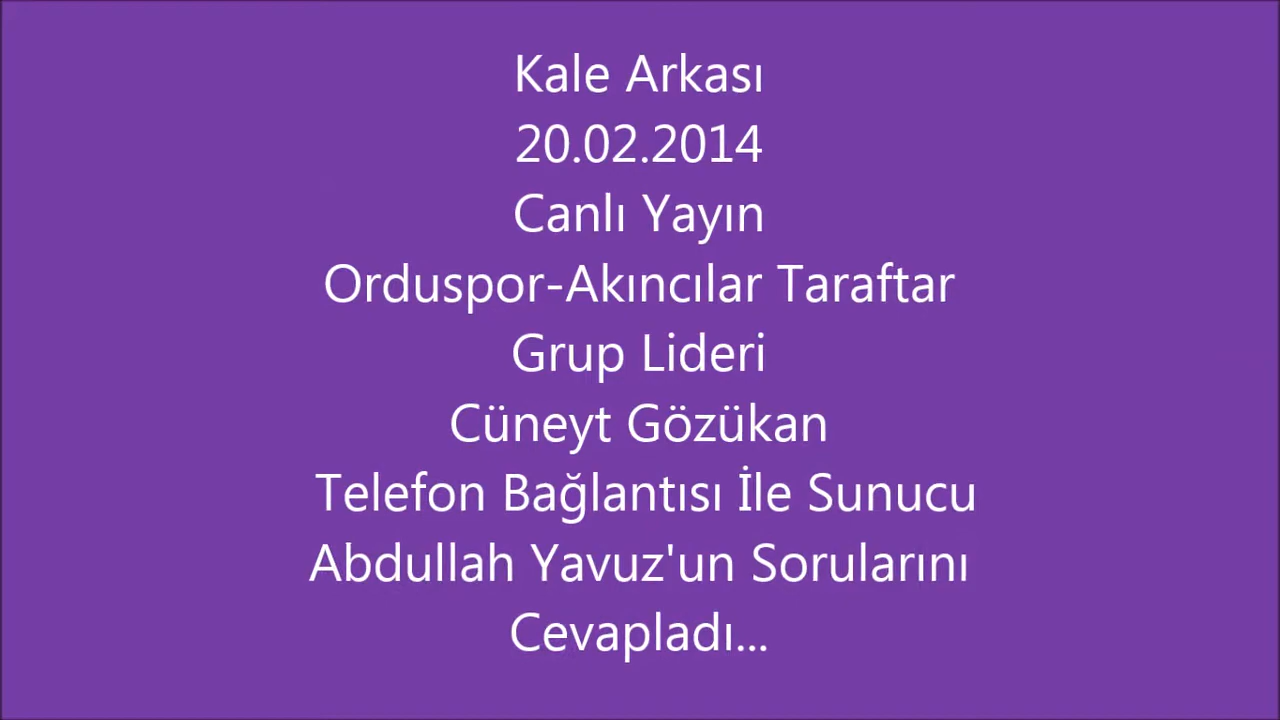 Kale Arkası
20.02.2014
Canlı Yayın
Orduspor-Akıncılar Taraftar
Grup Lideri
Cüneyt Gözükan
Telefon Bağlantısı İle Sunucu
Abdullah Yavuz'un Sorularını
Cevapladı...